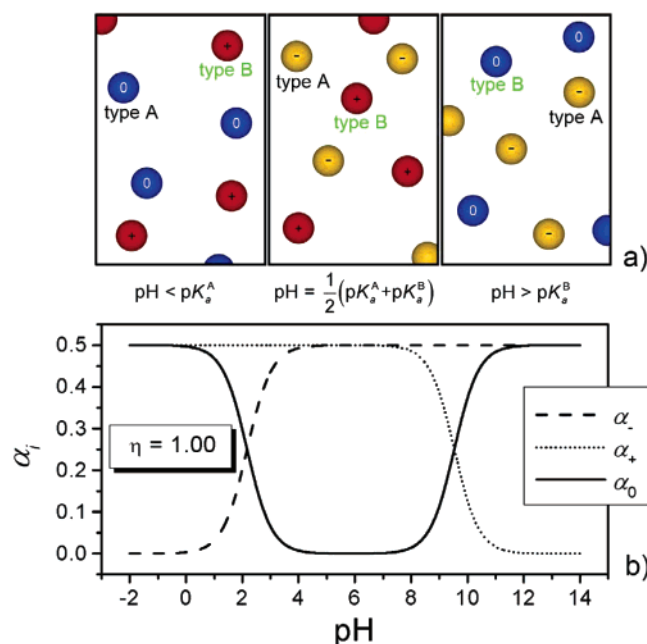 +
type B
0
type A
0
0
+
+
-
-
type A
+
type B
-
+
+
0
0
type B
-
type A
-
0
-
a)
pH < pKₐᴬ
pH = 1/2(pKₐᴬ+pKₐᴮ)
pH > pKₐᴮ
b)
αᵢ
0.5
0.4
0.3
0.2
0.1
0.0
η = 1.00
α₋
α₊
α₀
-2 0 2 4 6 8 10 12 14
pH